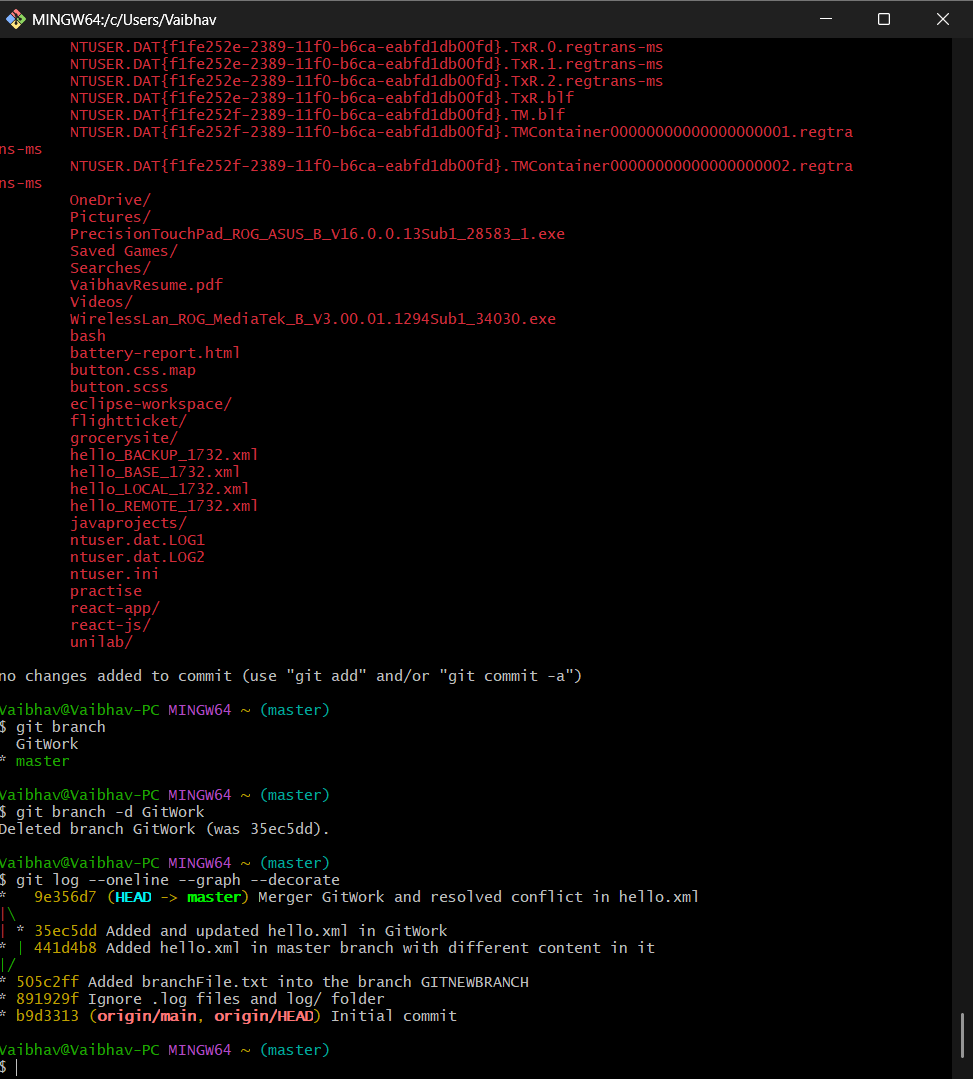 MINGW64:/c/Users/Vaibhav
NTUSER.DAT{f1fe252e-2389-11f0-b6ca-eabfd1db00fd}.TxR.0.regtrans-ms
NTUSER.DAT{f1fe252e-2389-11f0-b6ca-eabfd1db00fd}.TxR.1.regtrans-ms
NTUSER.DAT{f1fe252e-2389-11f0-b6ca-eabfd1db00fd}.TxR.2.regtrans-ms
NTUSER.DAT{f1fe252e-2389-11f0-b6ca-eabfd1db00fd}.TxR.blf
NTUSER.DAT{f1fe252f-2389-11f0-b6ca-eabfd1db00fd}.TM.blf
NTUSER.DAT{f1fe252f-2389-11f0-b6ca-eabfd1db00fd}.TMContainer00000000000000000001.regtra
ns-ms
NTUSER.DAT{f1fe252f-2389-11f0-b6ca-eabfd1db00fd}.TMContainer00000000000000000002.regtra
ns-ms
OneDrive/
Pictures/
PrecisionTouchPad_ROG_ASUS_B_V16.0.0.13Sub1_28583_1.exe
Saved Games/
Searches/
VaibhavResume.pdf
Videos/
WirelessLan_ROG_MediaTek_B_V3.00.01.1294Sub1_34030.exe
bash
battery-report.html
button.css.map
button.scss
eclipse-workspace/
flightticket/
grocerysite/
hello_BACKUP_1732.xml
hello_BASE_1732.xml
hello_LOCAL_1732.xml
hello_REMOTE_1732.xml
javaprojects/
ntuser.dat.LOG1
ntuser.dat.LOG2
ntuser.ini
practise
react-app/
react-js/
unilab/
no changes added to commit (use "git add" and/or "git commit -a")
Vaibhav@Vaibhav-PC MINGW64 ~ (master)
$ git branch
  GitWork
* master
Vaibhav@Vaibhav-PC MINGW64 ~ (master)
$ git branch -d GitWork
Deleted branch GitWork (was 35ec5dd).
Vaibhav@Vaibhav-PC MINGW64 ~ (master)
$ git log --oneline --graph --decorate
*   9e356d7 (HEAD -> master) Merger GitWork and resolved conflict in hello.xml
|\
| * 35ec5dd Added and updated hello.xml in GitWork
* | 441d4b8 Added hello.xml in master branch with different content in it
|/
* 505c2ff Added branchFile.txt into the branch GITNEWBRANCH
* 891929f Ignore .log files and log/ folder
* b9d3313 (origin/main, origin/HEAD) Initial commit
Vaibhav@Vaibhav-PC MINGW64 ~ (master)
$